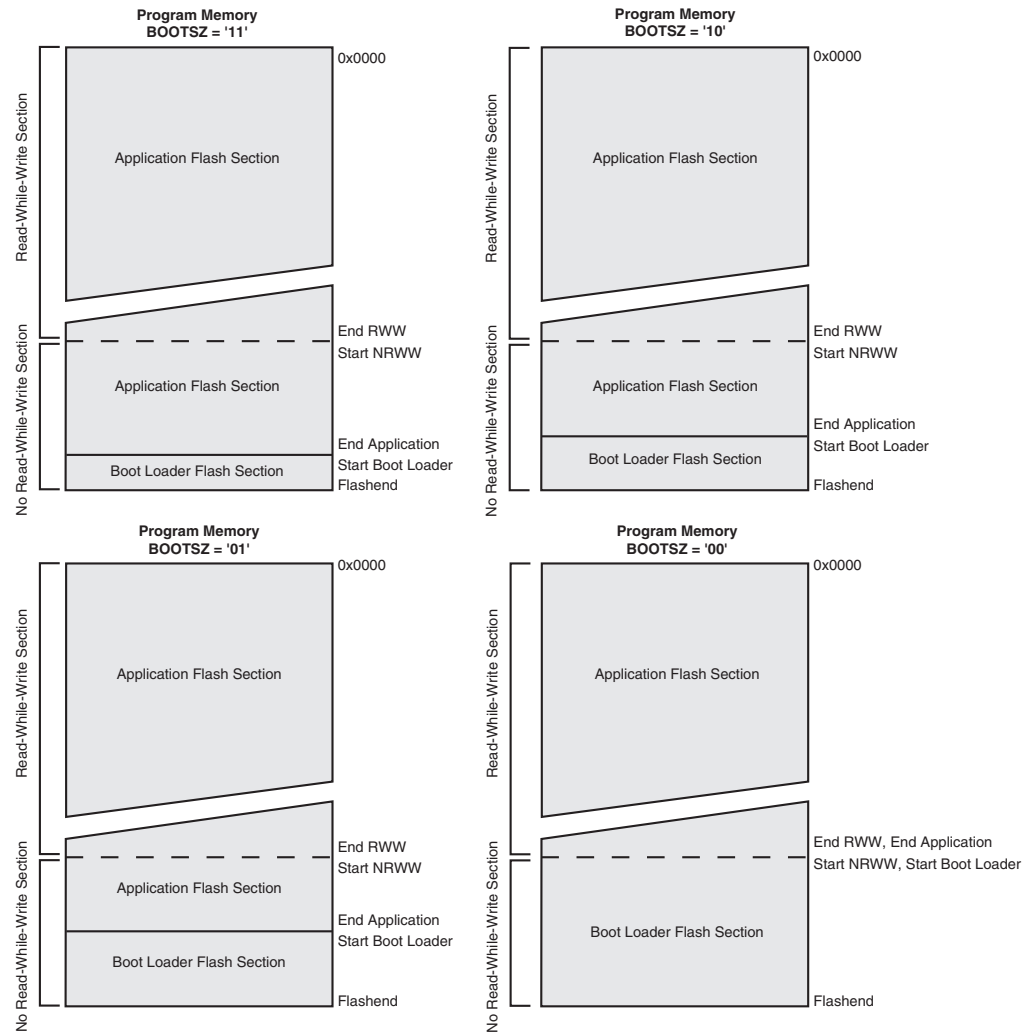 Program Memory
BOOTSZ = '11'
0x0000
Read-While-Write Section
Application Flash Section
End RWW
Start NRWW
No Read-While-Write Section
Application Flash Section
End Application
Start Boot Loader
Boot Loader Flash Section
Flashend
Program Memory
BOOTSZ = '10'
0x0000
Read-While-Write Section
Application Flash Section
End RWW
Start NRWW
No Read-While-Write Section
Application Flash Section
End Application
Start Boot Loader
Boot Loader Flash Section
Flashend
Program Memory
BOOTSZ = '01'
0x0000
Read-While-Write Section
Application Flash Section
End RWW
Start NRWW
No Read-While-Write Section
Application Flash Section
End Application
Start Boot Loader
Boot Loader Flash Section
Flashend
Program Memory
BOOTSZ = '00'
0x0000
Read-While-Write Section
Application Flash Section
End RWW, End Application
Start NRWW, Start Boot Loader
No Read-While-Write Section
Boot Loader Flash Section
Flashend